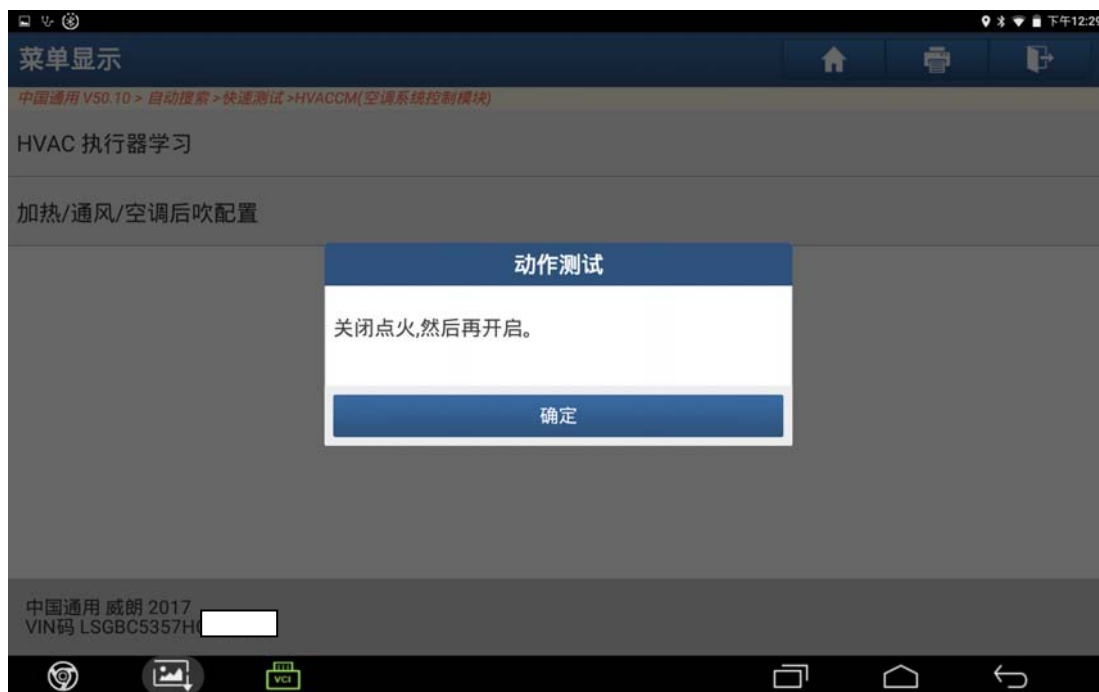 下午12:29
菜单显示
中国通用 V50.10 > 自动搜索 > 快速测试 >HVACCM(空调系统控制模块)
HVAC 执行器学习
加热/通风/空调后吹配置
动作测试
关闭点火,然后再开启。
确定
中国通用 威朗 2017
VIN码 LSGBC5357H
VCI